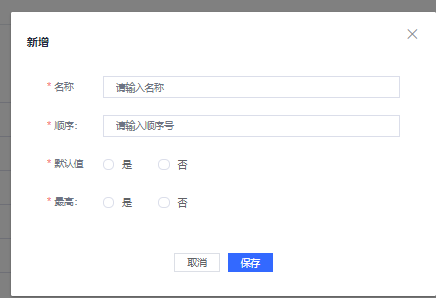 新增
* 名称 请输入名称
* 顺序: 请输入顺序号
* 默认值 是 否
* 最高: 是 否
取消 保存